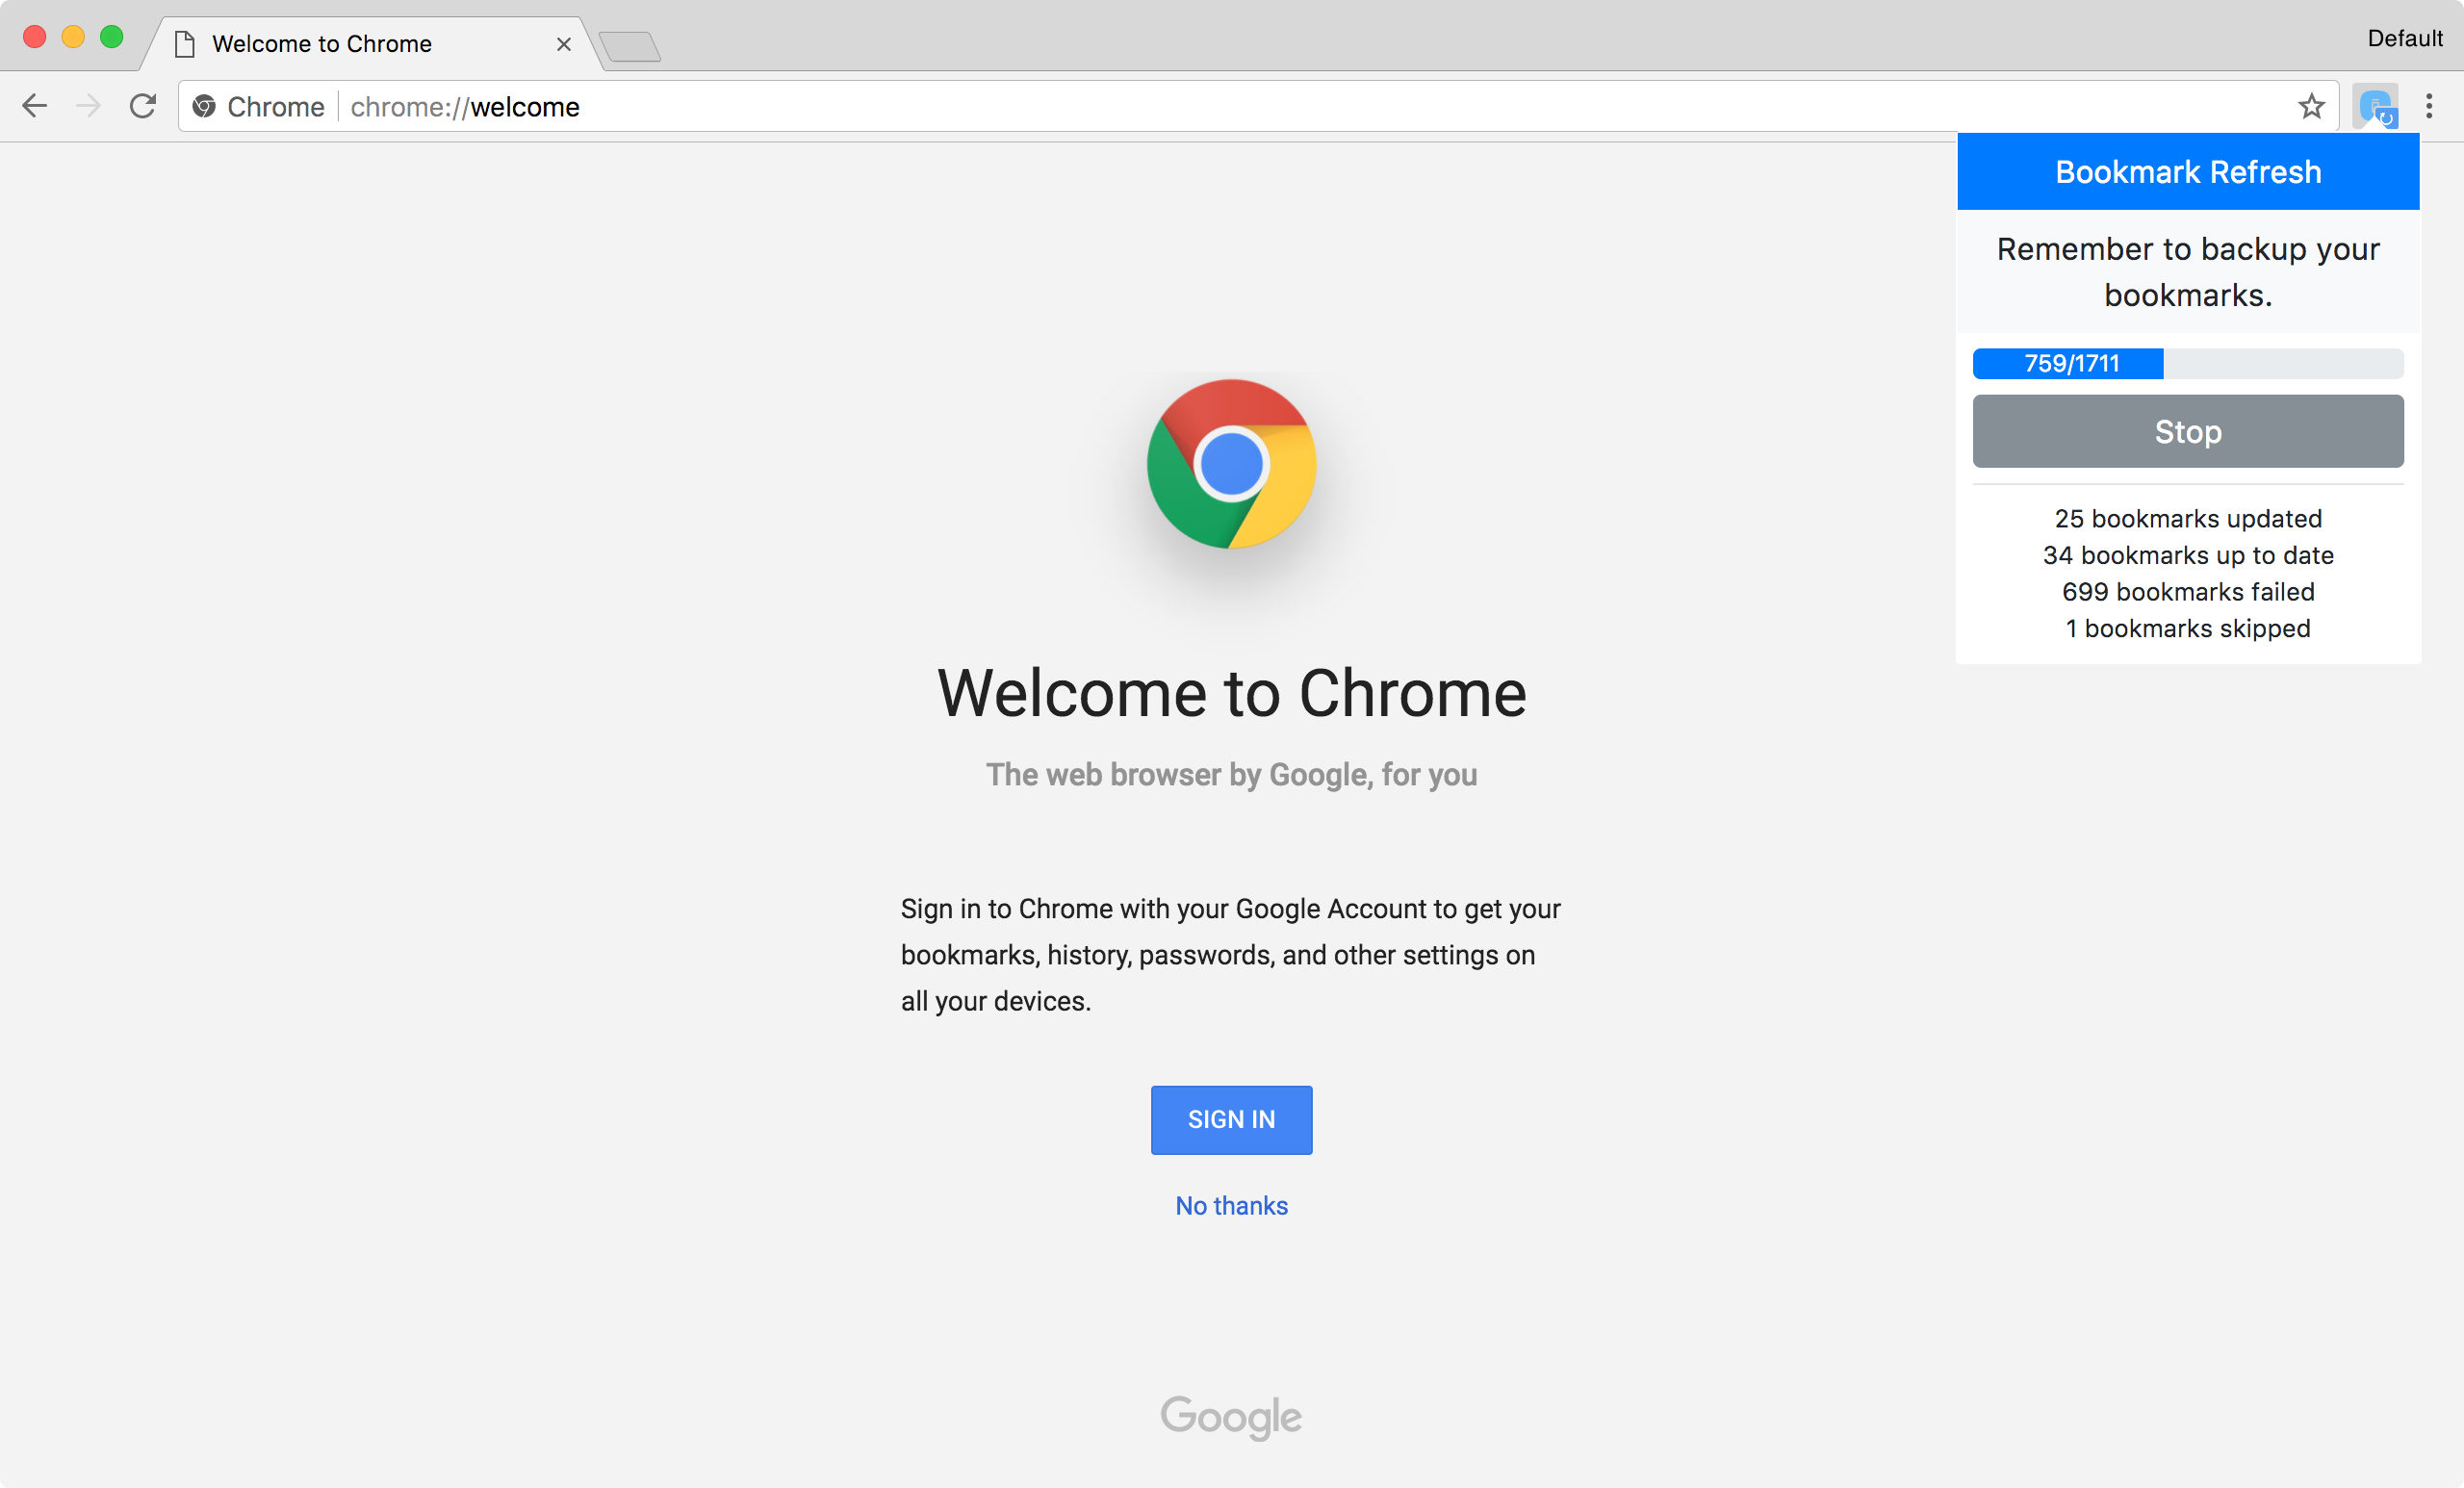 Welcome to Chrome
Default
Chrome
chrome://welcome
Bookmark Refresh
Remember to backup your
bookmarks.
759/1711
Stop
25 bookmarks updated
34 bookmarks up to date
699 bookmarks failed
1 bookmarks skipped
Welcome to Chrome
The web browser by Google, for you
Sign in to Chrome with your Google Account to get your
bookmarks, history, passwords, and other settings on
all your devices.
SIGN IN
No thanks
Google